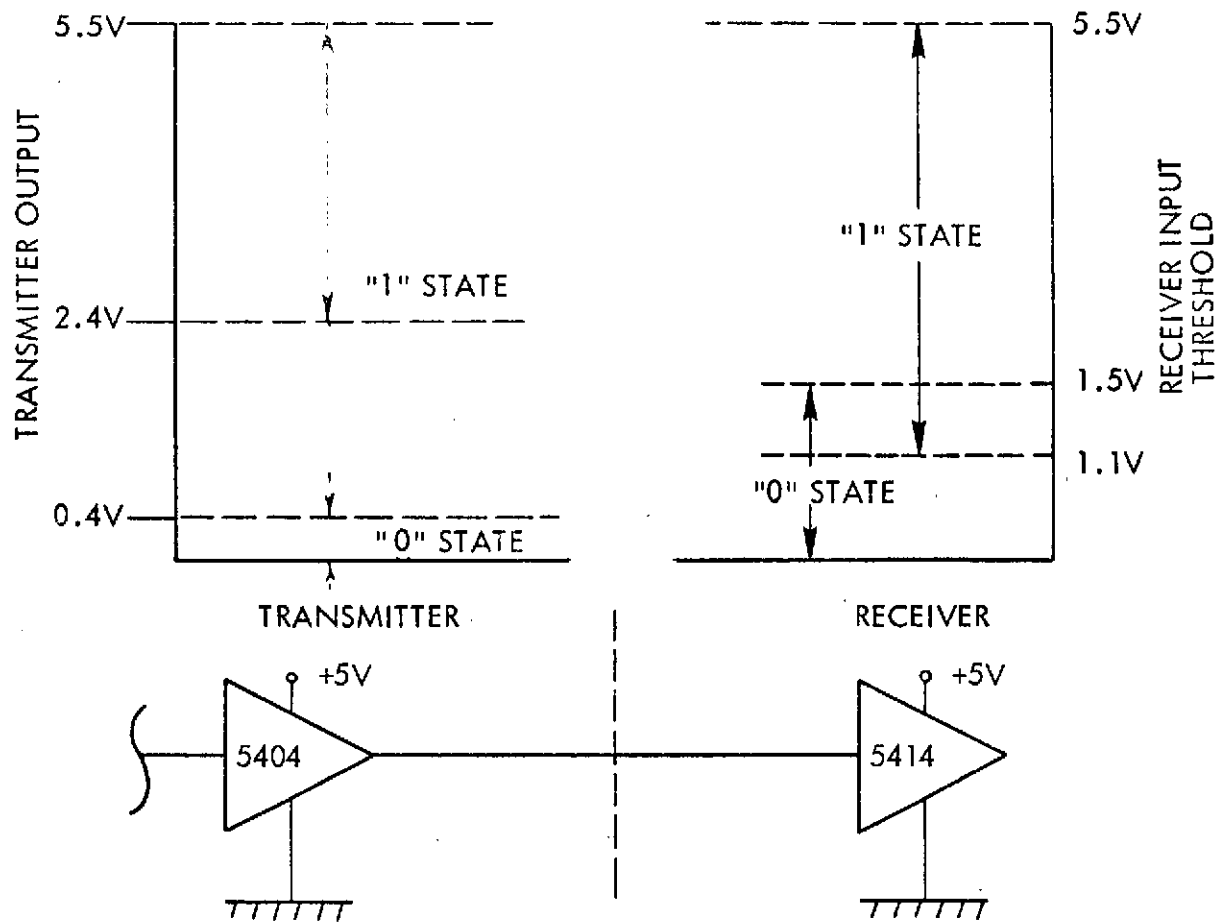 5.5V
5.5V
TRANSMITTER OUTPUT
RECEIVER INPUT
THRESHOLD
"1" STATE
"1" STATE
2.4V
1.5V
1.1V
"0" STATE
0.4V
"0" STATE
TRANSMITTER
RECEIVER
+5V
+5V
5404
5414